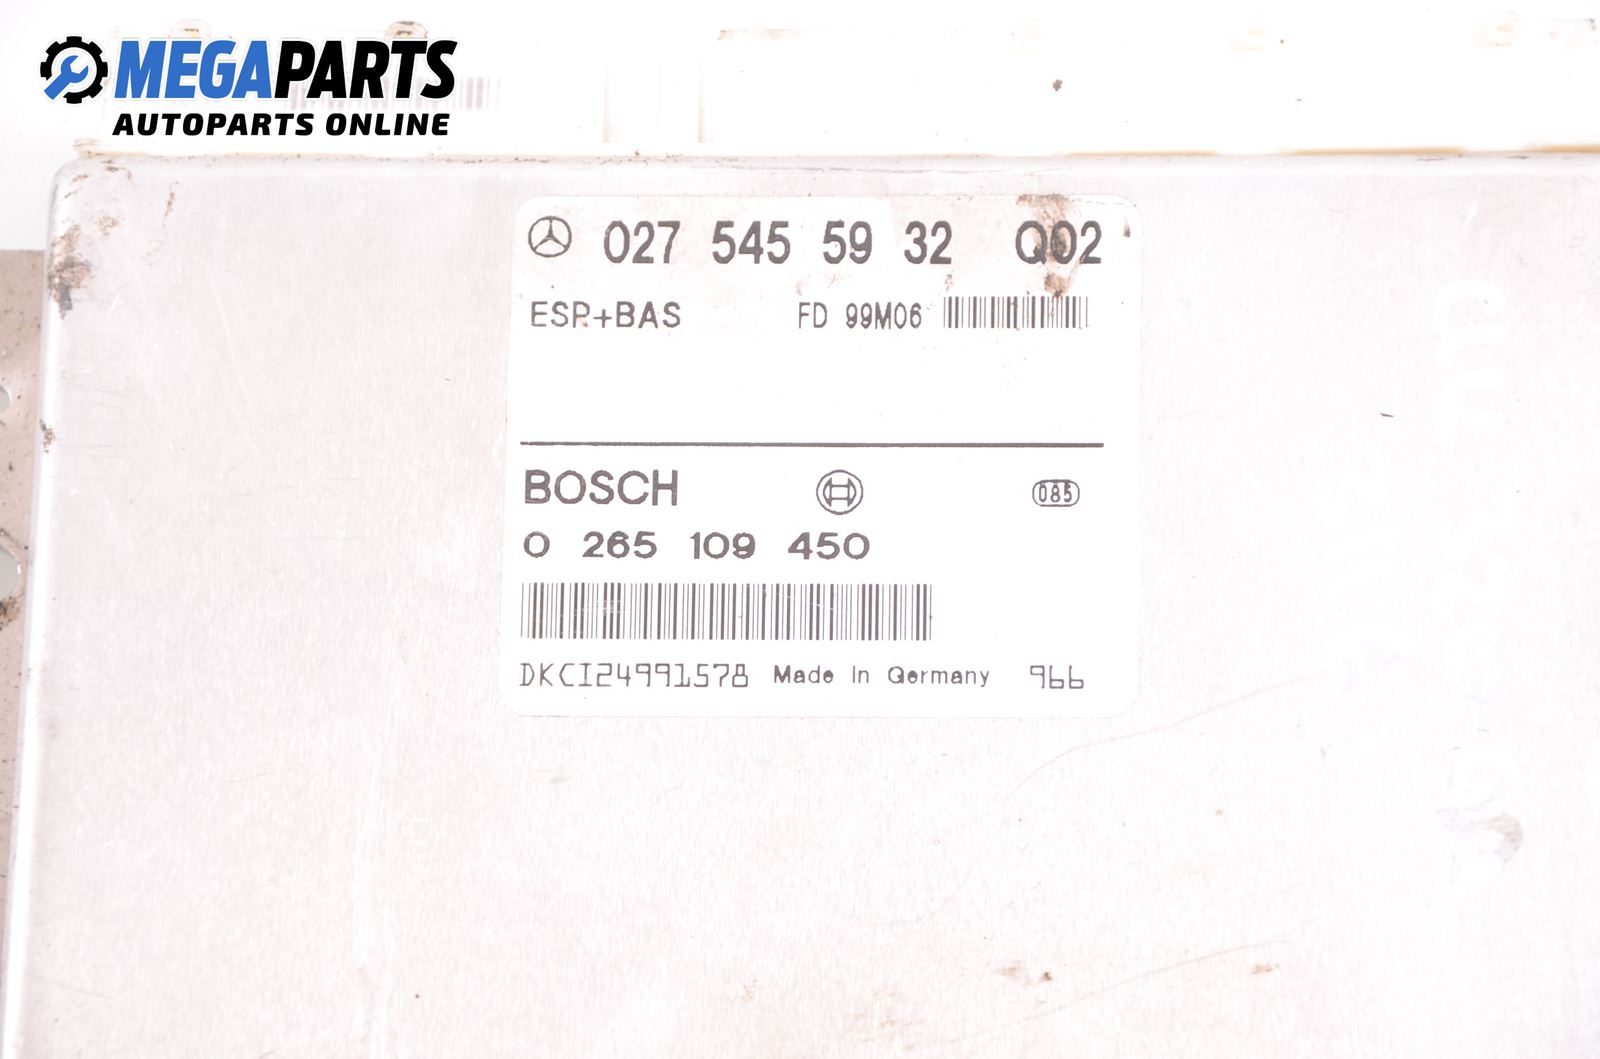 MEGAPARTS
AUTOPARTS ONLINE
027 545 59 32 Q02
ESP+BAS FD 99M06
BOSCH 085
0 265 109 450
DKCI24991578 Made in Germany 966